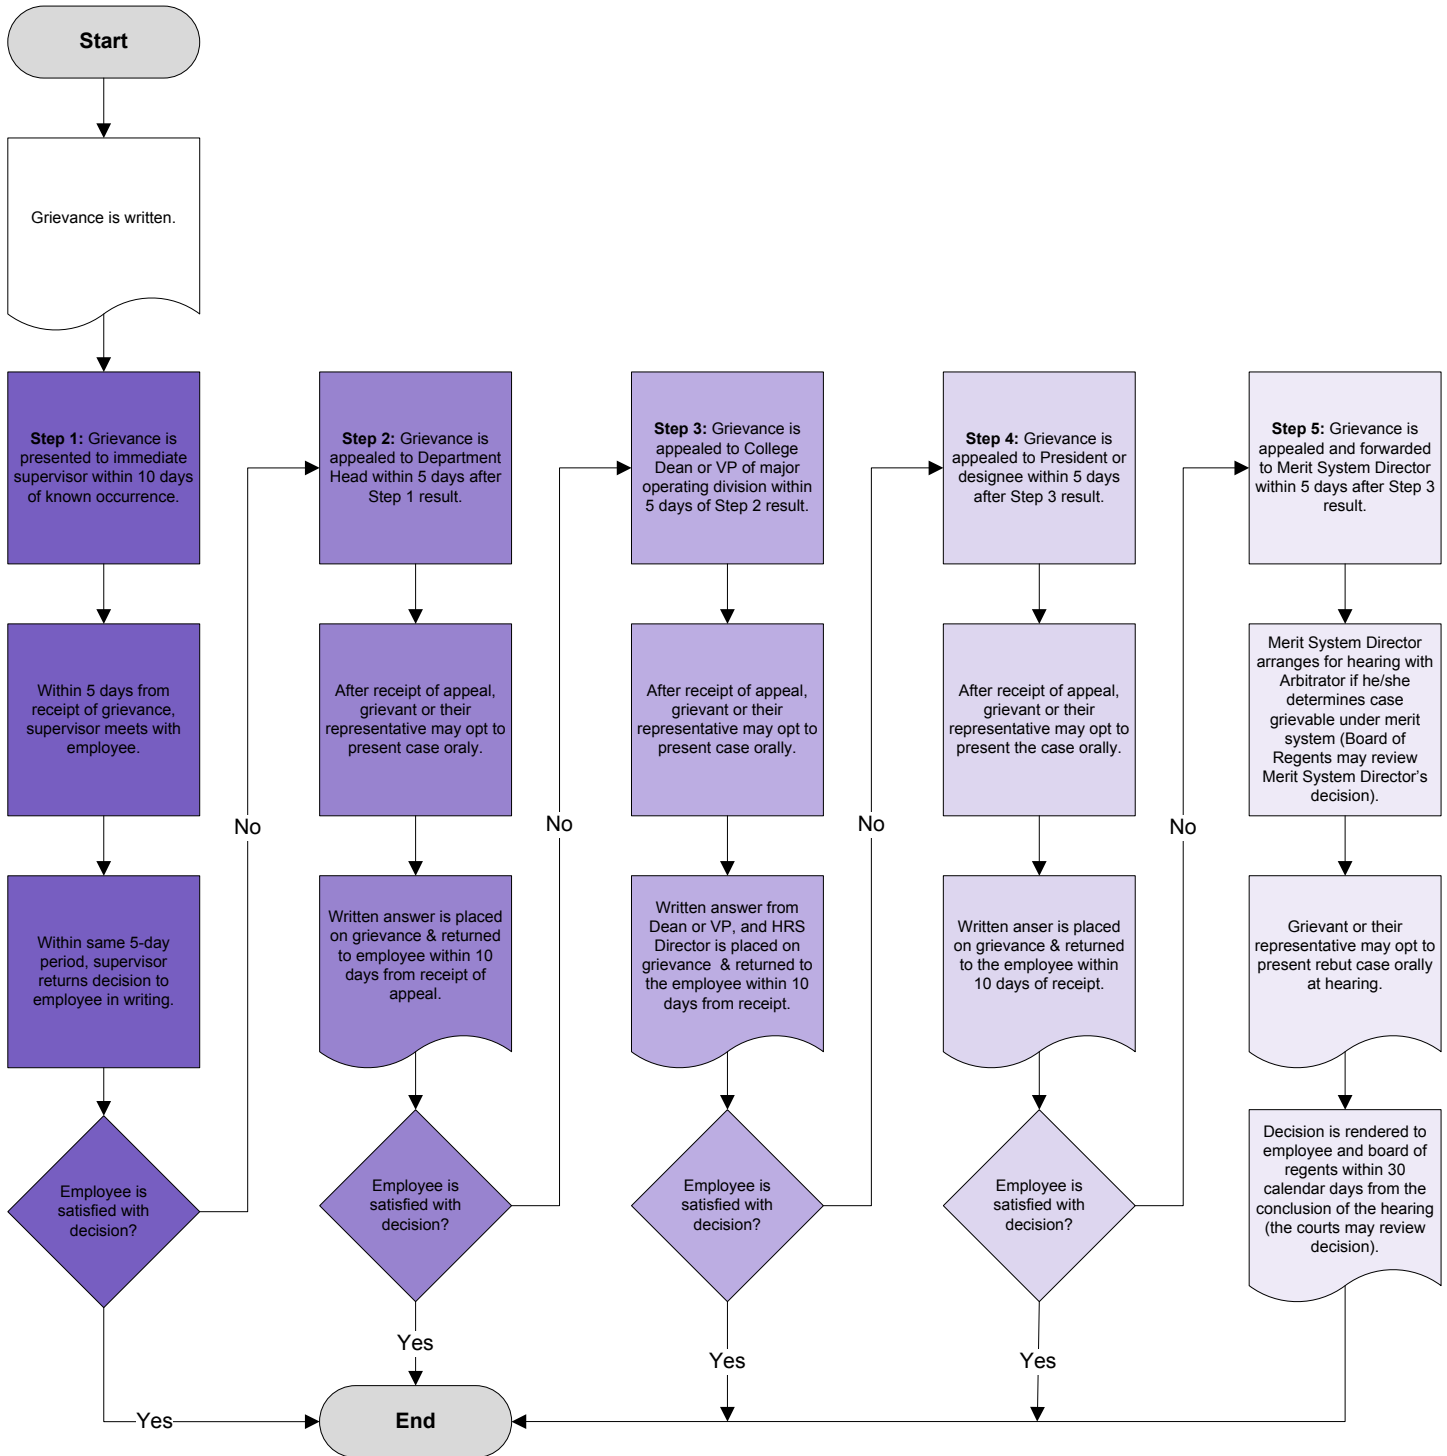 Start
Grievance is written.
Step 1: Grievance is
presented to immediate
supervisor within 10 days
of known occurrence.
Within 5 days from
receipt of grievance,
supervisor meets with
employee.
Within same 5-day
period, supervisor
returns decision to
employee in writing.
Employee is
satisfied with
decision?
Yes
No
Step 2: Grievance is
appealed to Department
Head within 5 days after
Step 1 result.
After receipt of appeal,
grievant or their
representative may opt to
present case oraly.
Written answer is placed
on grievance & returned
to employee within 10
days from receipt of
appeal.
Employee is
satisfied with
decision?
Yes
No
Step 3: Grievance is
appealed to College
Dean or VP of major
operating division within
5 days of Step 2 result.
After receipt of appeal,
grievant or their
representative may opt to
present case orally.
Written answer from
Dean or VP, and HRS
Director is placed on
grievance & returned to
the employee within 10
days from receipt.
Employee is
satisfied with
decision?
Yes
No
Step 4: Grievance is
appealed to President or
designee within 5 days
after Step 3 result.
After receipt of appeal,
grievant or their
representative may opt to
present the case orally.
Written anser is placed
on grievance & returned
to the employee within
10 days of receipt.
Employee is
satisfied with
decision?
Yes
No
Step 5: Grievance is
appealed and forwarded
to Merit System Director
within 5 days after Step 3
result.
Merit System Director
arranges for hearing with
Arbitrator if he/she
determines case
grievable under merit
system (Board of
Regents may review
Merit System Director's
decision).
Grievant or their
representative may opt to
present rebut case orally
at hearing.
Decision is rendered to
employee and board of
regents within 30
calendar days from the
conclusion of the hearing
(the courts may review
decision).
End